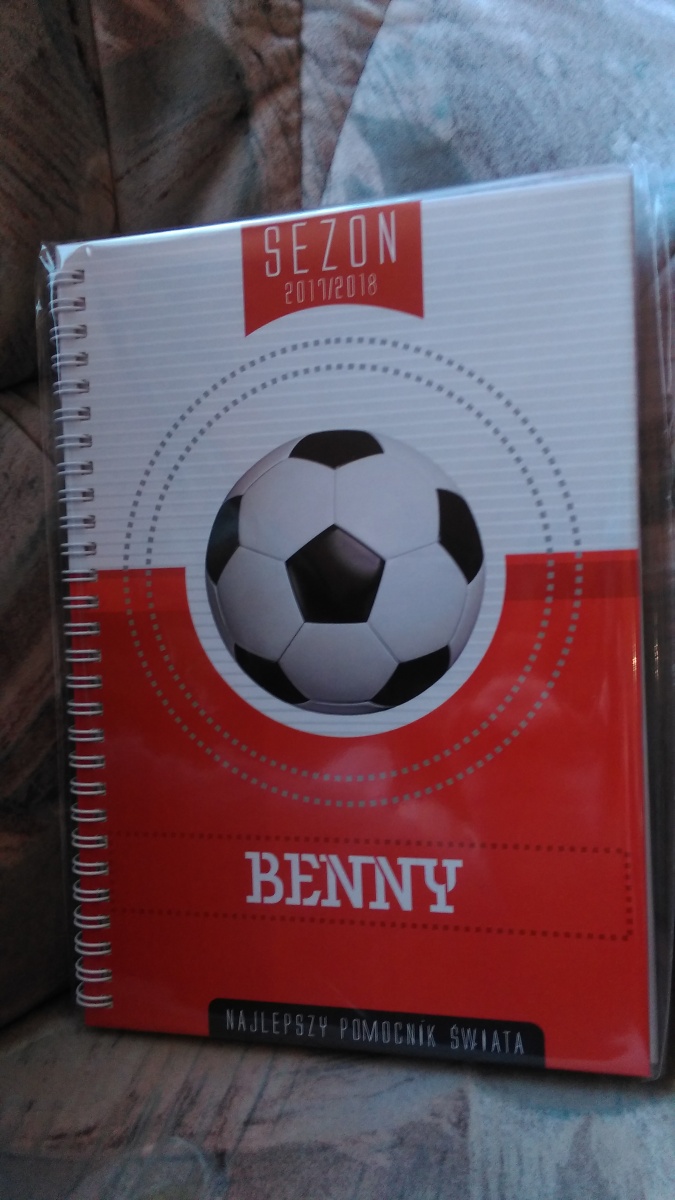 SEZON
2017/2018
BENNY
NAJLEPSZY POMOCNIK ŚWIATA